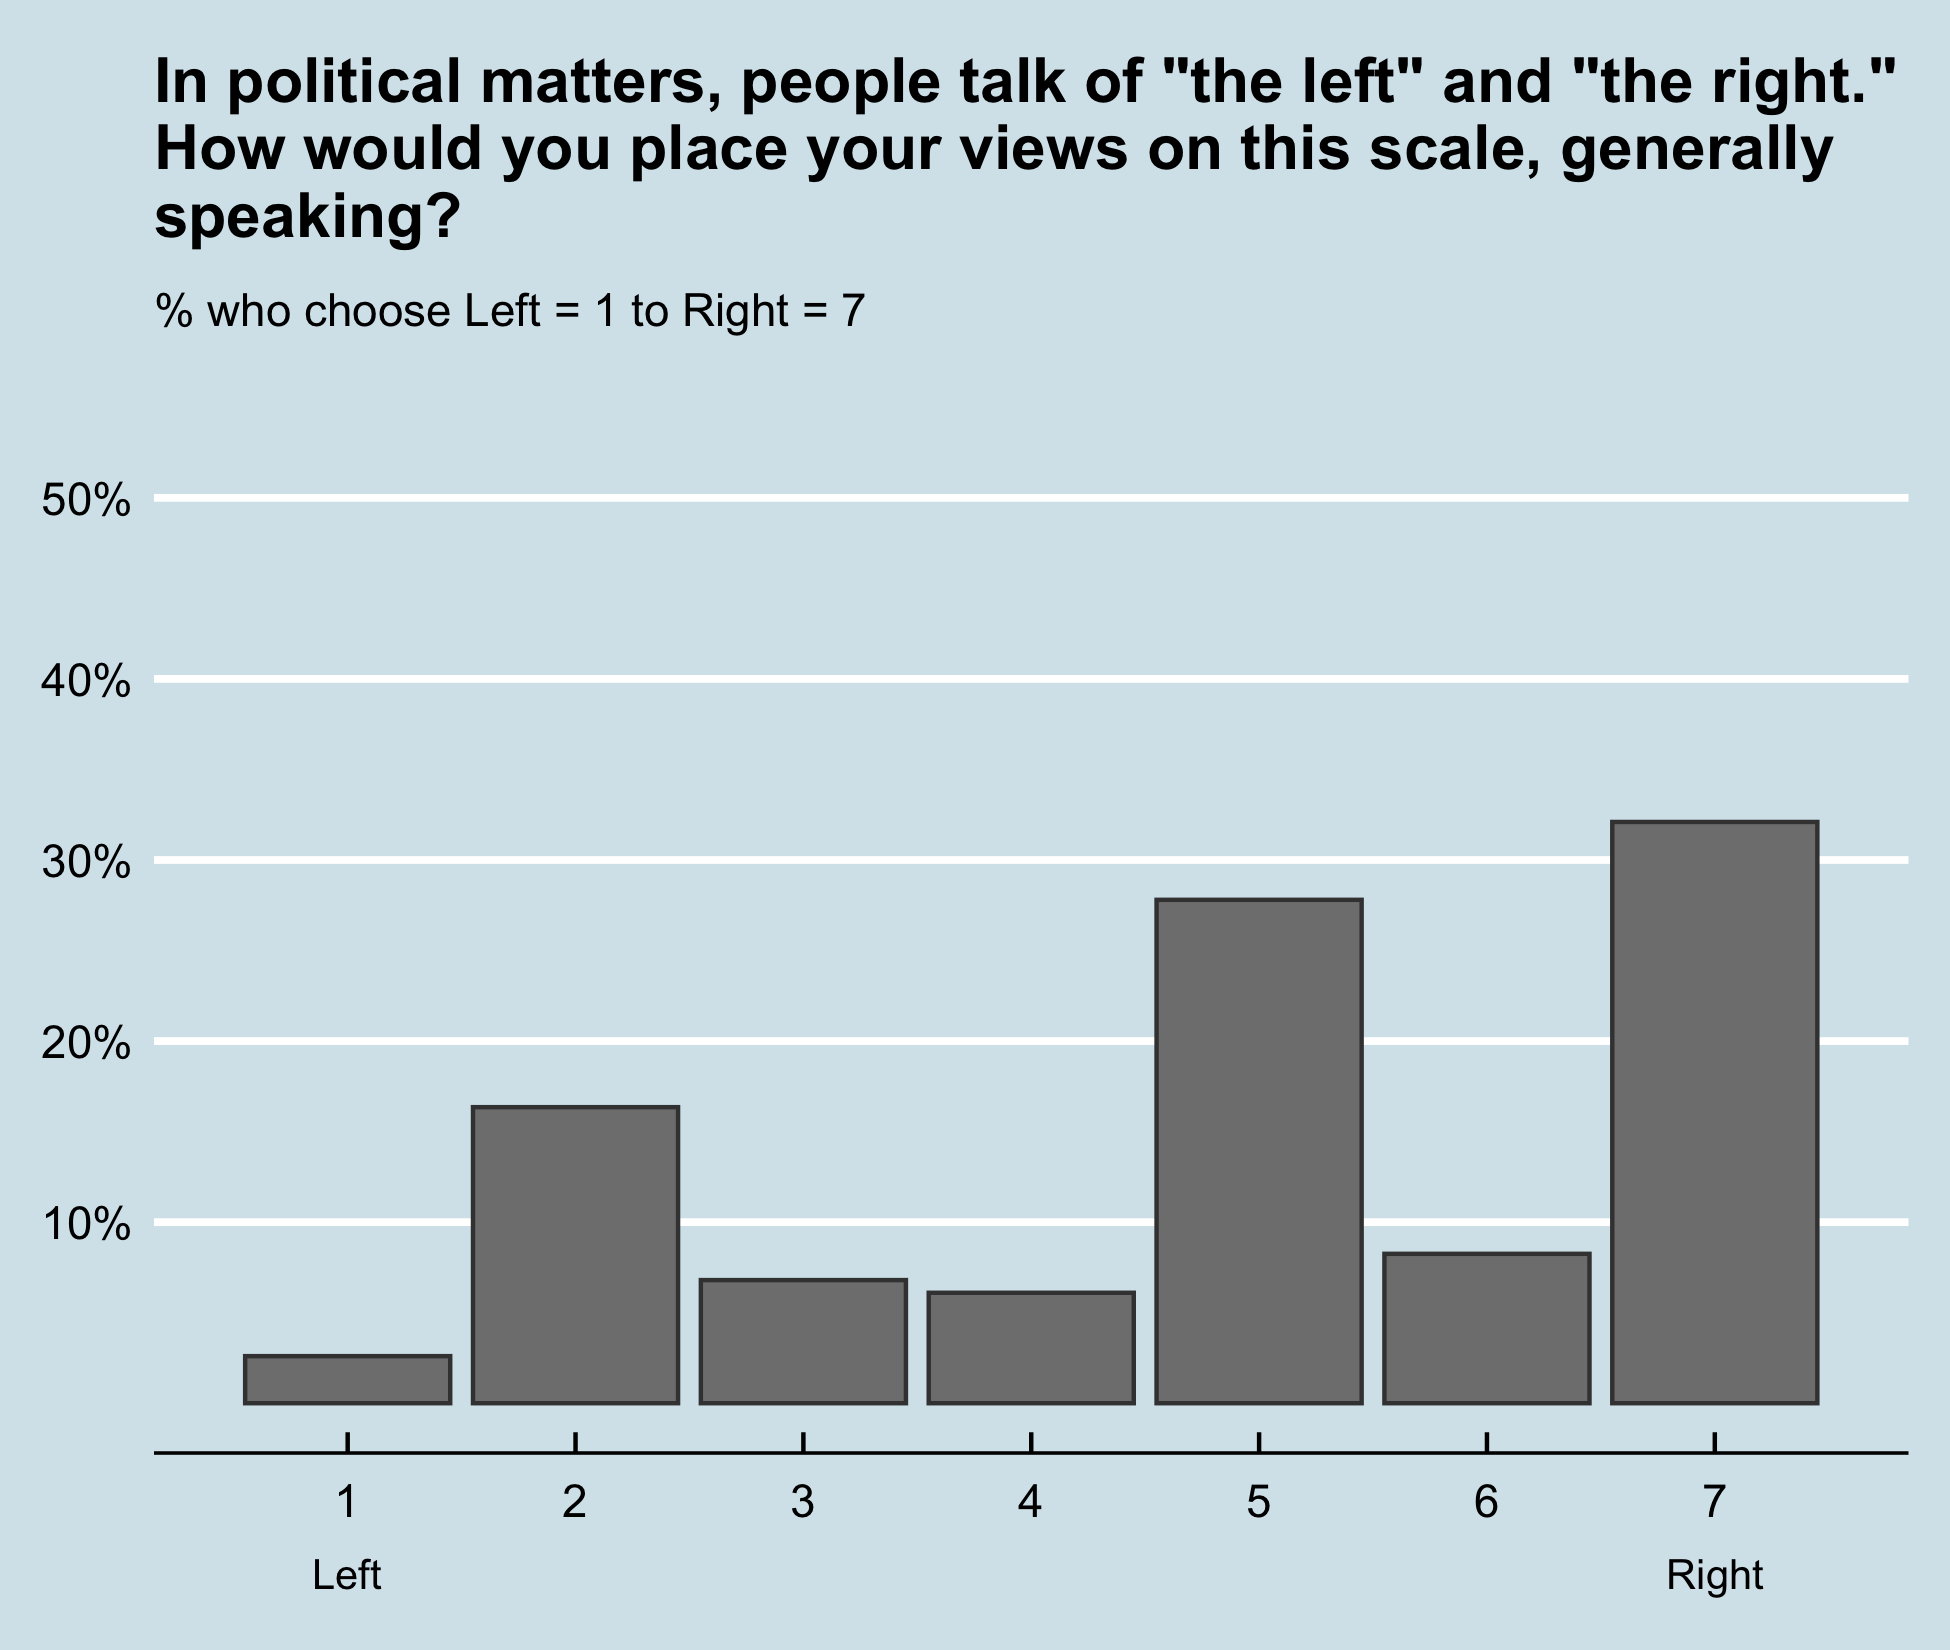 In political matters, people talk of "the left" and "the right."
How would you place your views on this scale, generally
speaking?
% who choose Left = 1 to Right = 7
50%
40%
30%
20%
10%
1 2 3 4 5 6 7
Left Right